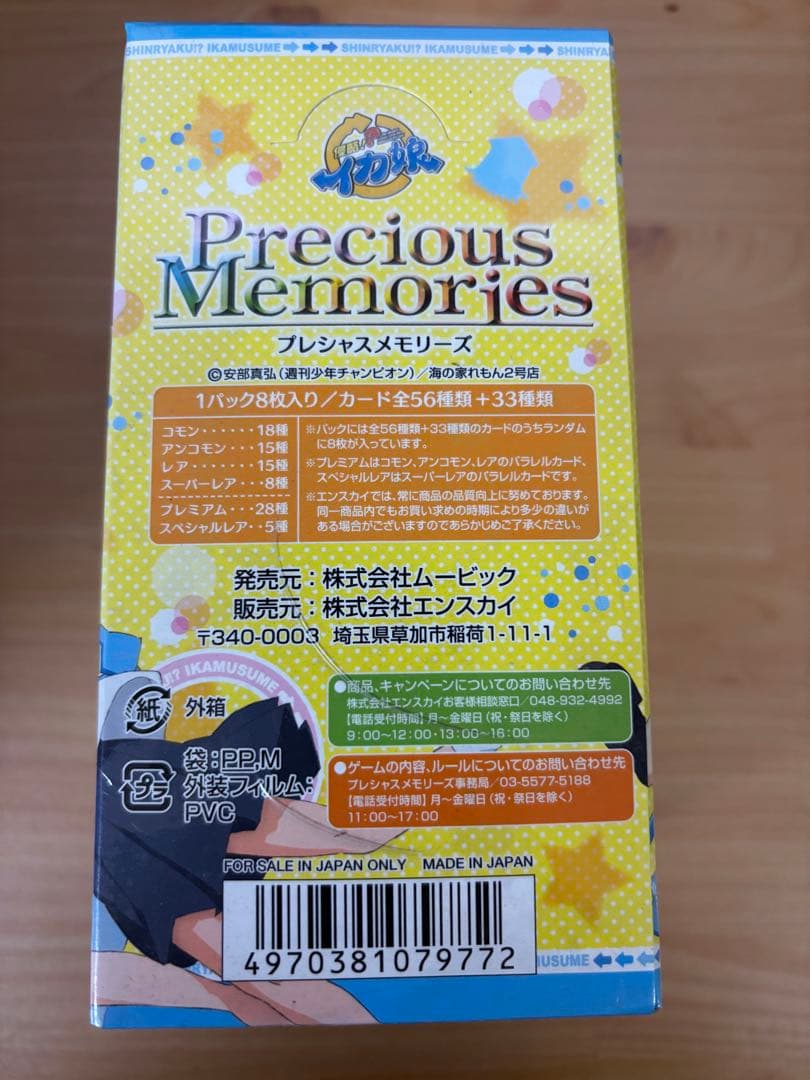 SHINRYAKU!? IKAMUSUME → → → SHINRYAKU!? IKAMUSUME → → → SHINRYA
侵略!?
イカ娘
Precious
Memories
プレシャスメモリーズ
©安部真弘(週刊少年チャンピオン)/海の家れもん2号店
1パック8枚入り/カード全56種類+33種類
コモン・・・・・・18種
アンコモン・・・15種
レア・・・・・・・15種
スーパーレア・・8種
プレミアム・・・28種
スペシャルレア・・5種
※パックには全56種類+33種類のカードのうちランダム
に8枚が入っています。
※プレミアムはコモン、アンコモン、レアのパラレルカード、
スペシャルレアはスーパーレアのパラレルカードです。
※エンスカイでは、常に商品の品質向上に努めております。
同一商品内でもお買い求めの時期により多少の違いが
ある場合がございますのであらかじめご了承ください。
発売元:株式会社ムービック
販売元:株式会社エンスカイ
〒340-0003 埼玉県草加市稲荷1-11-1
!? IKAMUSUME
紙 外箱
プラ 袋:PP,M
外装フィルム:
PVC
●商品、キャンペーンについてのお問い合わせ先
株式会社エンスカイお客様相談窓口/048-932-4992
【電話受付時間】月~金曜日(祝・祭日を除く)
9:00~12:00・13:00~16:00
●ゲームの内容、ルールについてのお問い合わせ先
プレシャスメモリーズ事務局/03-5577-5188
【電話受付時間】月~金曜日(祝・祭日を除く)
11:00~17:00
FOR SALE IN JAPAN ONLY MADE IN JAPAN
4970381079772
SHINRYA
USUME ← ← ←